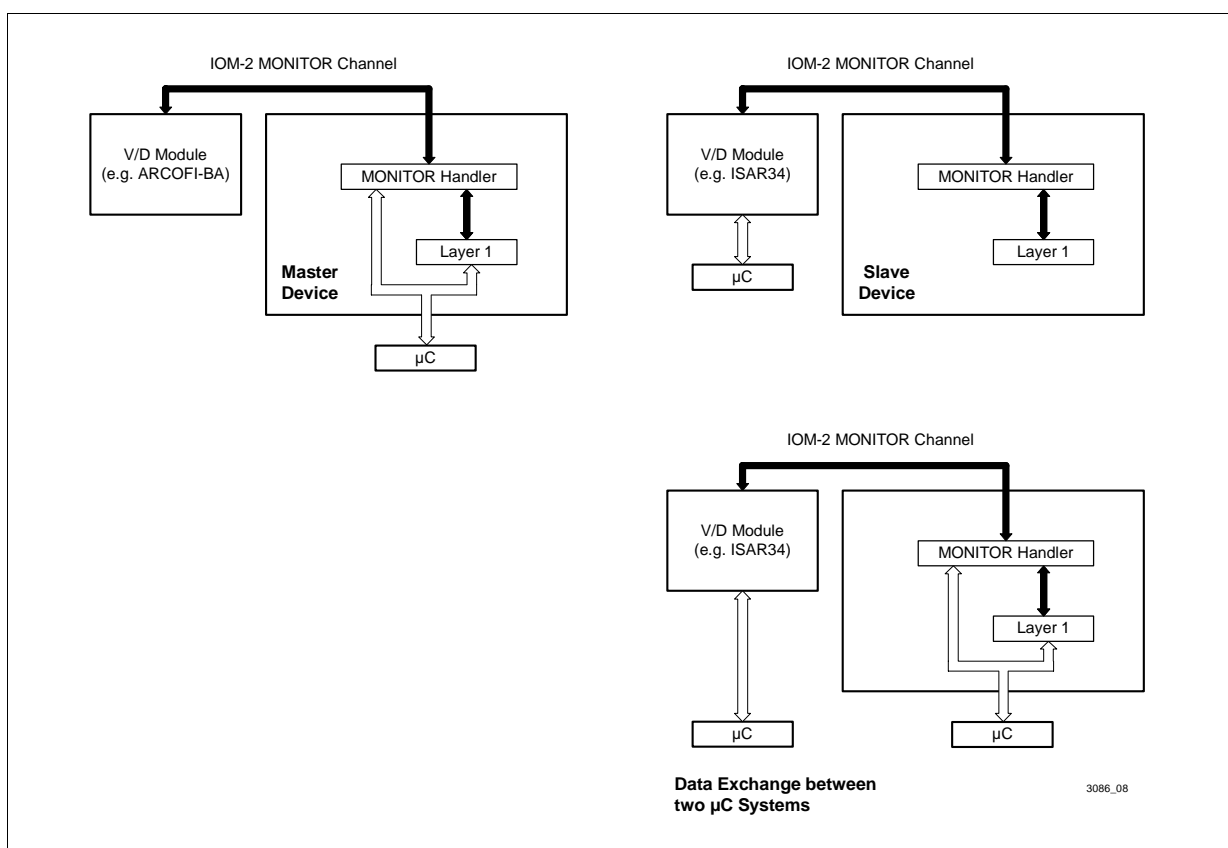 IOM-2 MONITOR Channel
V/D Module
(e.g. ARCOFI-BA)
MONITOR Handler
Layer 1
Master
Device
µC
IOM-2 MONITOR Channel
V/D Module
(e.g. ISAR34)
µC
MONITOR Handler
Layer 1
Slave
Device
IOM-2 MONITOR Channel
V/D Module
(e.g. ISAR34)
MONITOR Handler
Layer 1
µC
µC
Data Exchange between
two µC Systems
3086_08